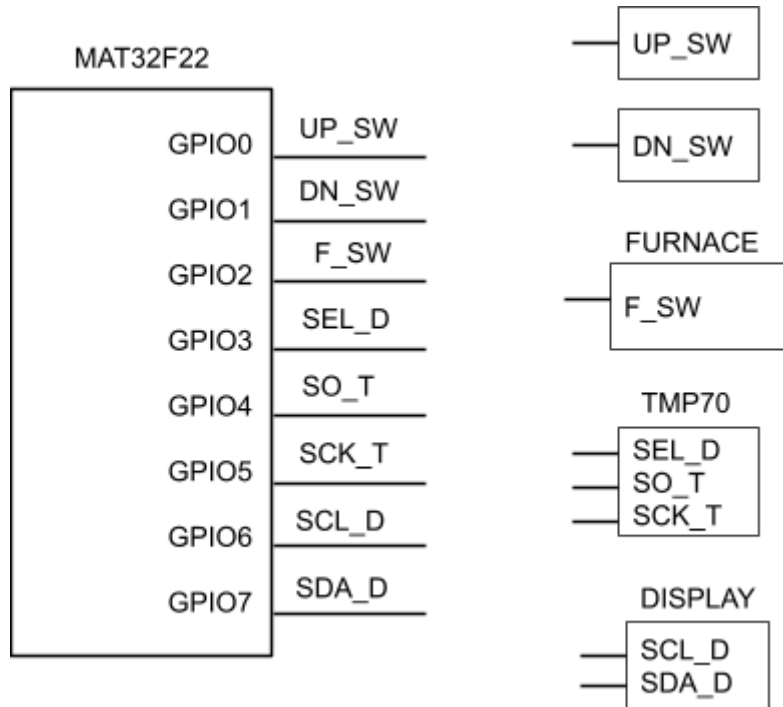 MAT32F22
GPIO0 UP_SW
GPIO1 DN_SW
GPIO2 F_SW
GPIO3 SEL_D
GPIO4 SO_T
GPIO5 SCK_T
GPIO6 SCL_D
GPIO7 SDA_D
UP_SW
DN_SW
FURNACE
F_SW
TMP70
SEL_D
SO_T
SCK_T
DISPLAY
SCL_D
SDA_D